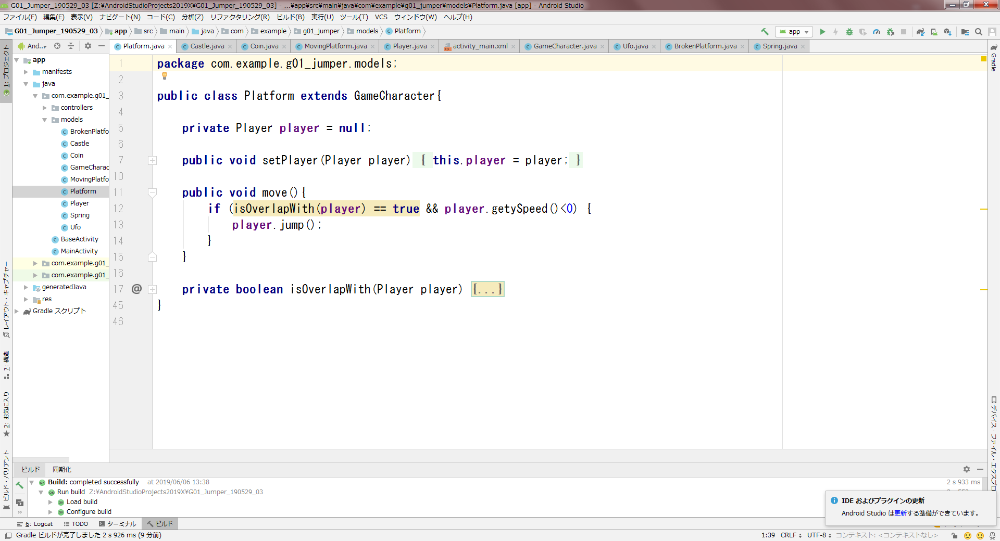 G01_Jumper_190529_03 [Z:¥AndroidStudioProjects2019X¥G01_Jumper_190529_03] - ...¥app¥src¥main¥java¥com¥example¥g01_jumper¥models¥Platform.java [app] - Android Studio
ファイル(F) 編集(E) 表示(V) ナビゲート(N) コード(C) 分析(Z) リファクタリング(R) ビルド(B) 実行(U) ツール(T) VCS ウィンドウ(W) ヘルプ(H)
G01_Jumper_190529_03 app src main java com example g01_jumper models Platform
app
And...
Platform.java Castle.java Coin.java MovingPlatform.java Player.java activity_main.xml GameCharacter.java Ufo.java BrokenPlatform.java Spring.java
1: プロジェクト
レイアウト・キャプチャー
Z: 構造
2: お気に入り
ビルド・バリアント
app
manifests
java
com.example.g01_
controllers
models
BrokenPlatfo
Castle
Coin
GameCharac
MovingPlatfo
Platform
Player
Spring
Ufo
BaseActivity
MainActivity
com.example.g01_
com.example.g01_
generatedJava
res
Gradle スクリプト
1 package com.example.g01_jumper.models;
2
3 public class Platform extends GameCharacter{
4
5 private Player player = null;
6
7 public void setPlayer(Player player) { this.player = player; }
10
11 public void move(){
12 if (isOverlapWith(player) == true && player.getySpeed()<0) {
13 player.jump();
14 }
15 }
16
17 @ private boolean isOverlapWith(Player player) {...}
45 }
46
Gradle
デバイス・ファイル・エクスプロ
ビルド 同期化
Build: completed successfully at 2019/06/06 13:38 2 s 933 ms
Run build Z:¥AndroidStudioProjects2019X¥G01_Jumper_190529_03
Load build
Configure build
IDE およびプラグインの更新
Android Studio は更新する準備ができています。
6: Logcat TODO ターミナル ビルド
Gradle ビルドが完了しました 2 s 926 ms (9 分前)
1:39 CRLF UTF-8 コンテキスト: <コンテキストなし>